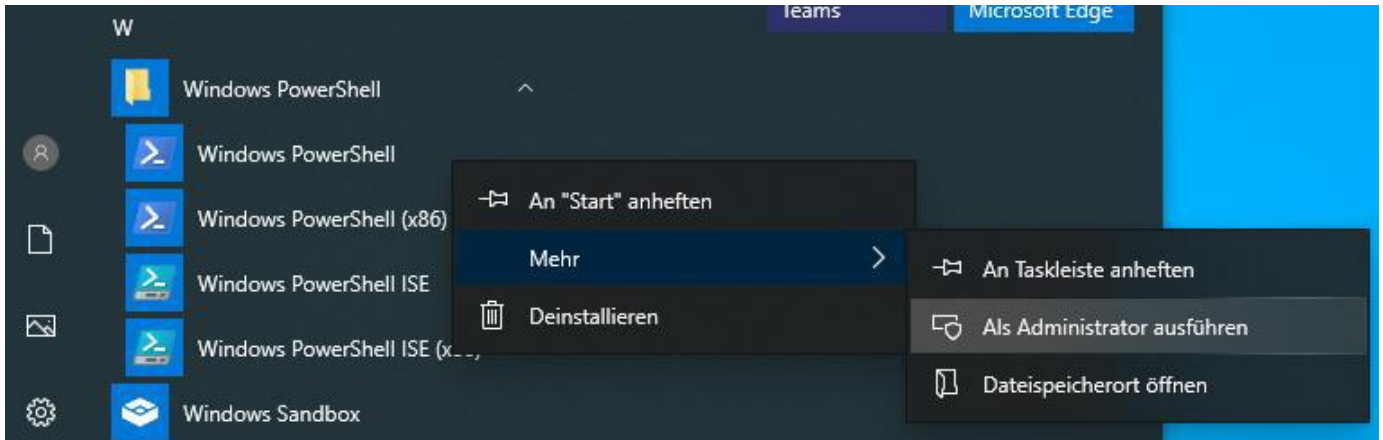 Teams
Microsoft Edge
W
Windows PowerShell
Windows PowerShell
Windows PowerShell (x86)
Windows PowerShell ISE
Windows PowerShell ISE
Windows Sandbox
An "Start" anheften
Mehr
Deinstallieren
An Taskleiste anheften
Als Administrator ausführen
Dateispeicherort öffnen